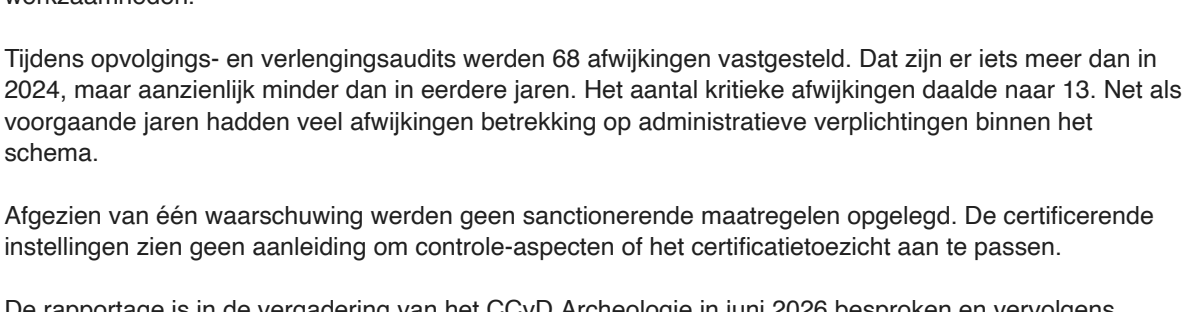 werkzaamheden.
Tijdens opvolgings- en verlengingsaudits werden 68 afwijkingen vastgesteld. Dat zijn er iets meer dan in
2024, maar aanzienlijk minder dan in eerdere jaren. Het aantal kritieke afwijkingen daalde naar 13. Net als
voorgaande jaren hadden veel afwijkingen betrekking op administratieve verplichtingen binnen het
schema.
Afgezien van één waarschuwing werden geen sanctionerende maatregelen opgelegd. De certificerende
instellingen zien geen aanleiding om controle-aspecten of het certificatietoezicht aan te passen.
De rapportage is in de vergadering van het CCvD Archeologie in juni 2026 besproken en vervolgens